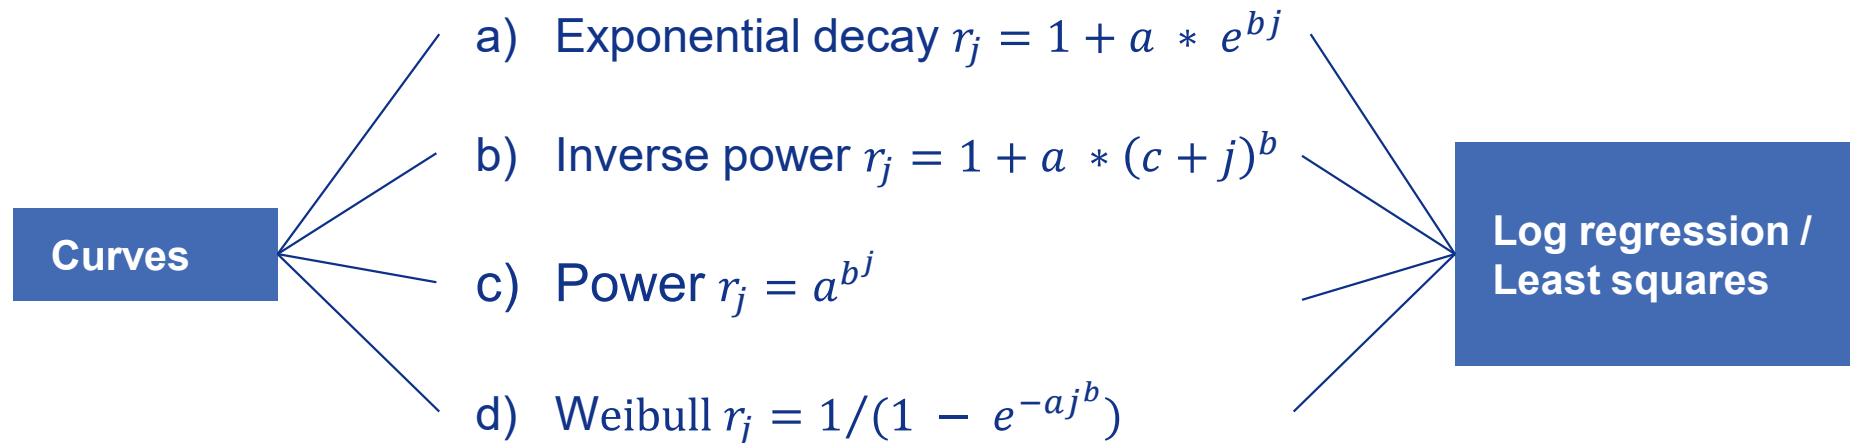 a) Exponential decay r_j = 1 + a * e^{bj}
b) Inverse power r_j = 1 + a * (c + j)^b
Curves
c) Power r_j = a^{b^j}
d) Weibull r_j = 1/(1 − e^{−aj^b})
Log regression /
Least squares